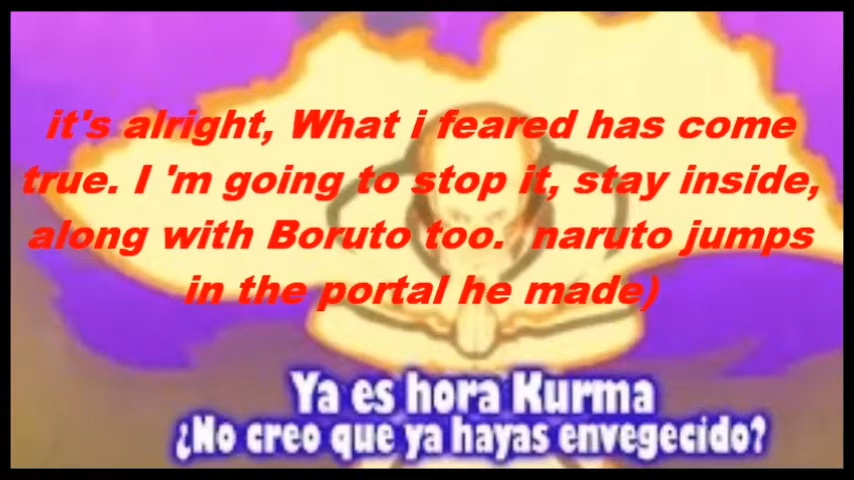 it's alright, What i feared has come
true. I 'm going to stop it, stay inside,
along with Boruto too.  naruto jumps
in the portal he made)
Ya es hora Kurma
¿No creo que ya hayas envegecido?